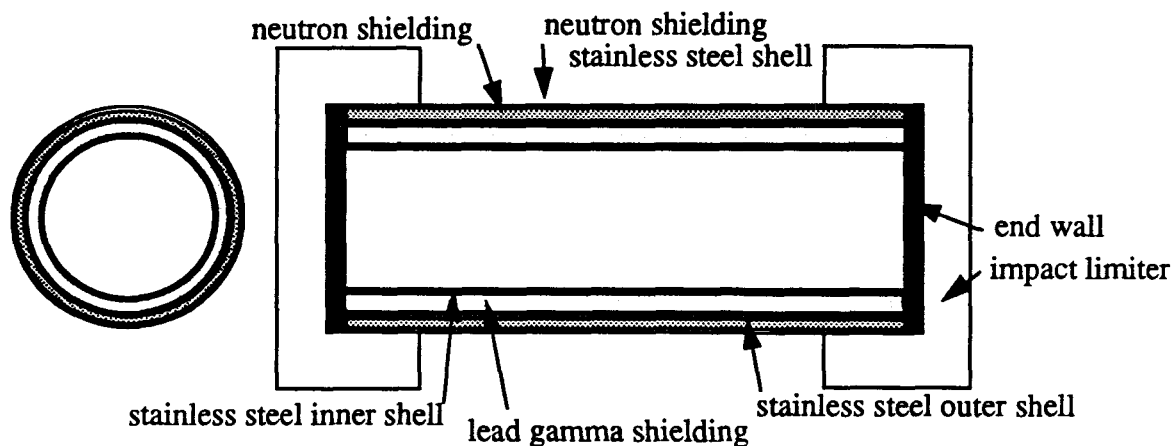 neutron shielding
neutron shielding
stainless steel shell
end wall
impact limiter
stainless steel inner shell
stainless steel outer shell
lead gamma shielding